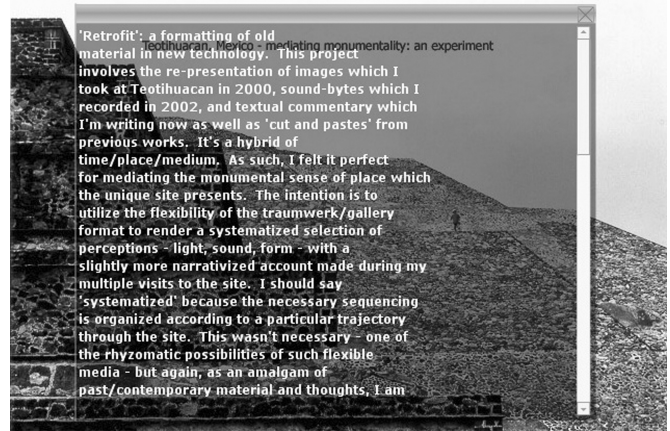 'Retrofit': a formatting of old
Teotihuacan, Mexico - mediating monumentality: an experiment
material in new technology. This project
involves the re-presentation of images which I
took at Teotihuacan in 2000, sound-bytes which I
recorded in 2002, and textual commentary which
I'm writing now as well as 'cut and pastes' from
previous works. It's a hybrid of
time/place/medium. As such, I felt it perfect
for mediating the monumental sense of place which
the unique site presents. The intention is to
utilize the flexibility of the traumwerk/gallery
format to render a systematized selection of
perceptions - light, sound, form - with a
slightly more narrativized account made during my
multiple visits to the site. I should say
'systematized' because the necessary sequencing
is organized according to a particular trajectory
through the site. This wasn't necessary - one of
the rhyzomatic possibilities of such flexible
media - but again, as an amalgam of
past/contemporary material and thoughts, I am